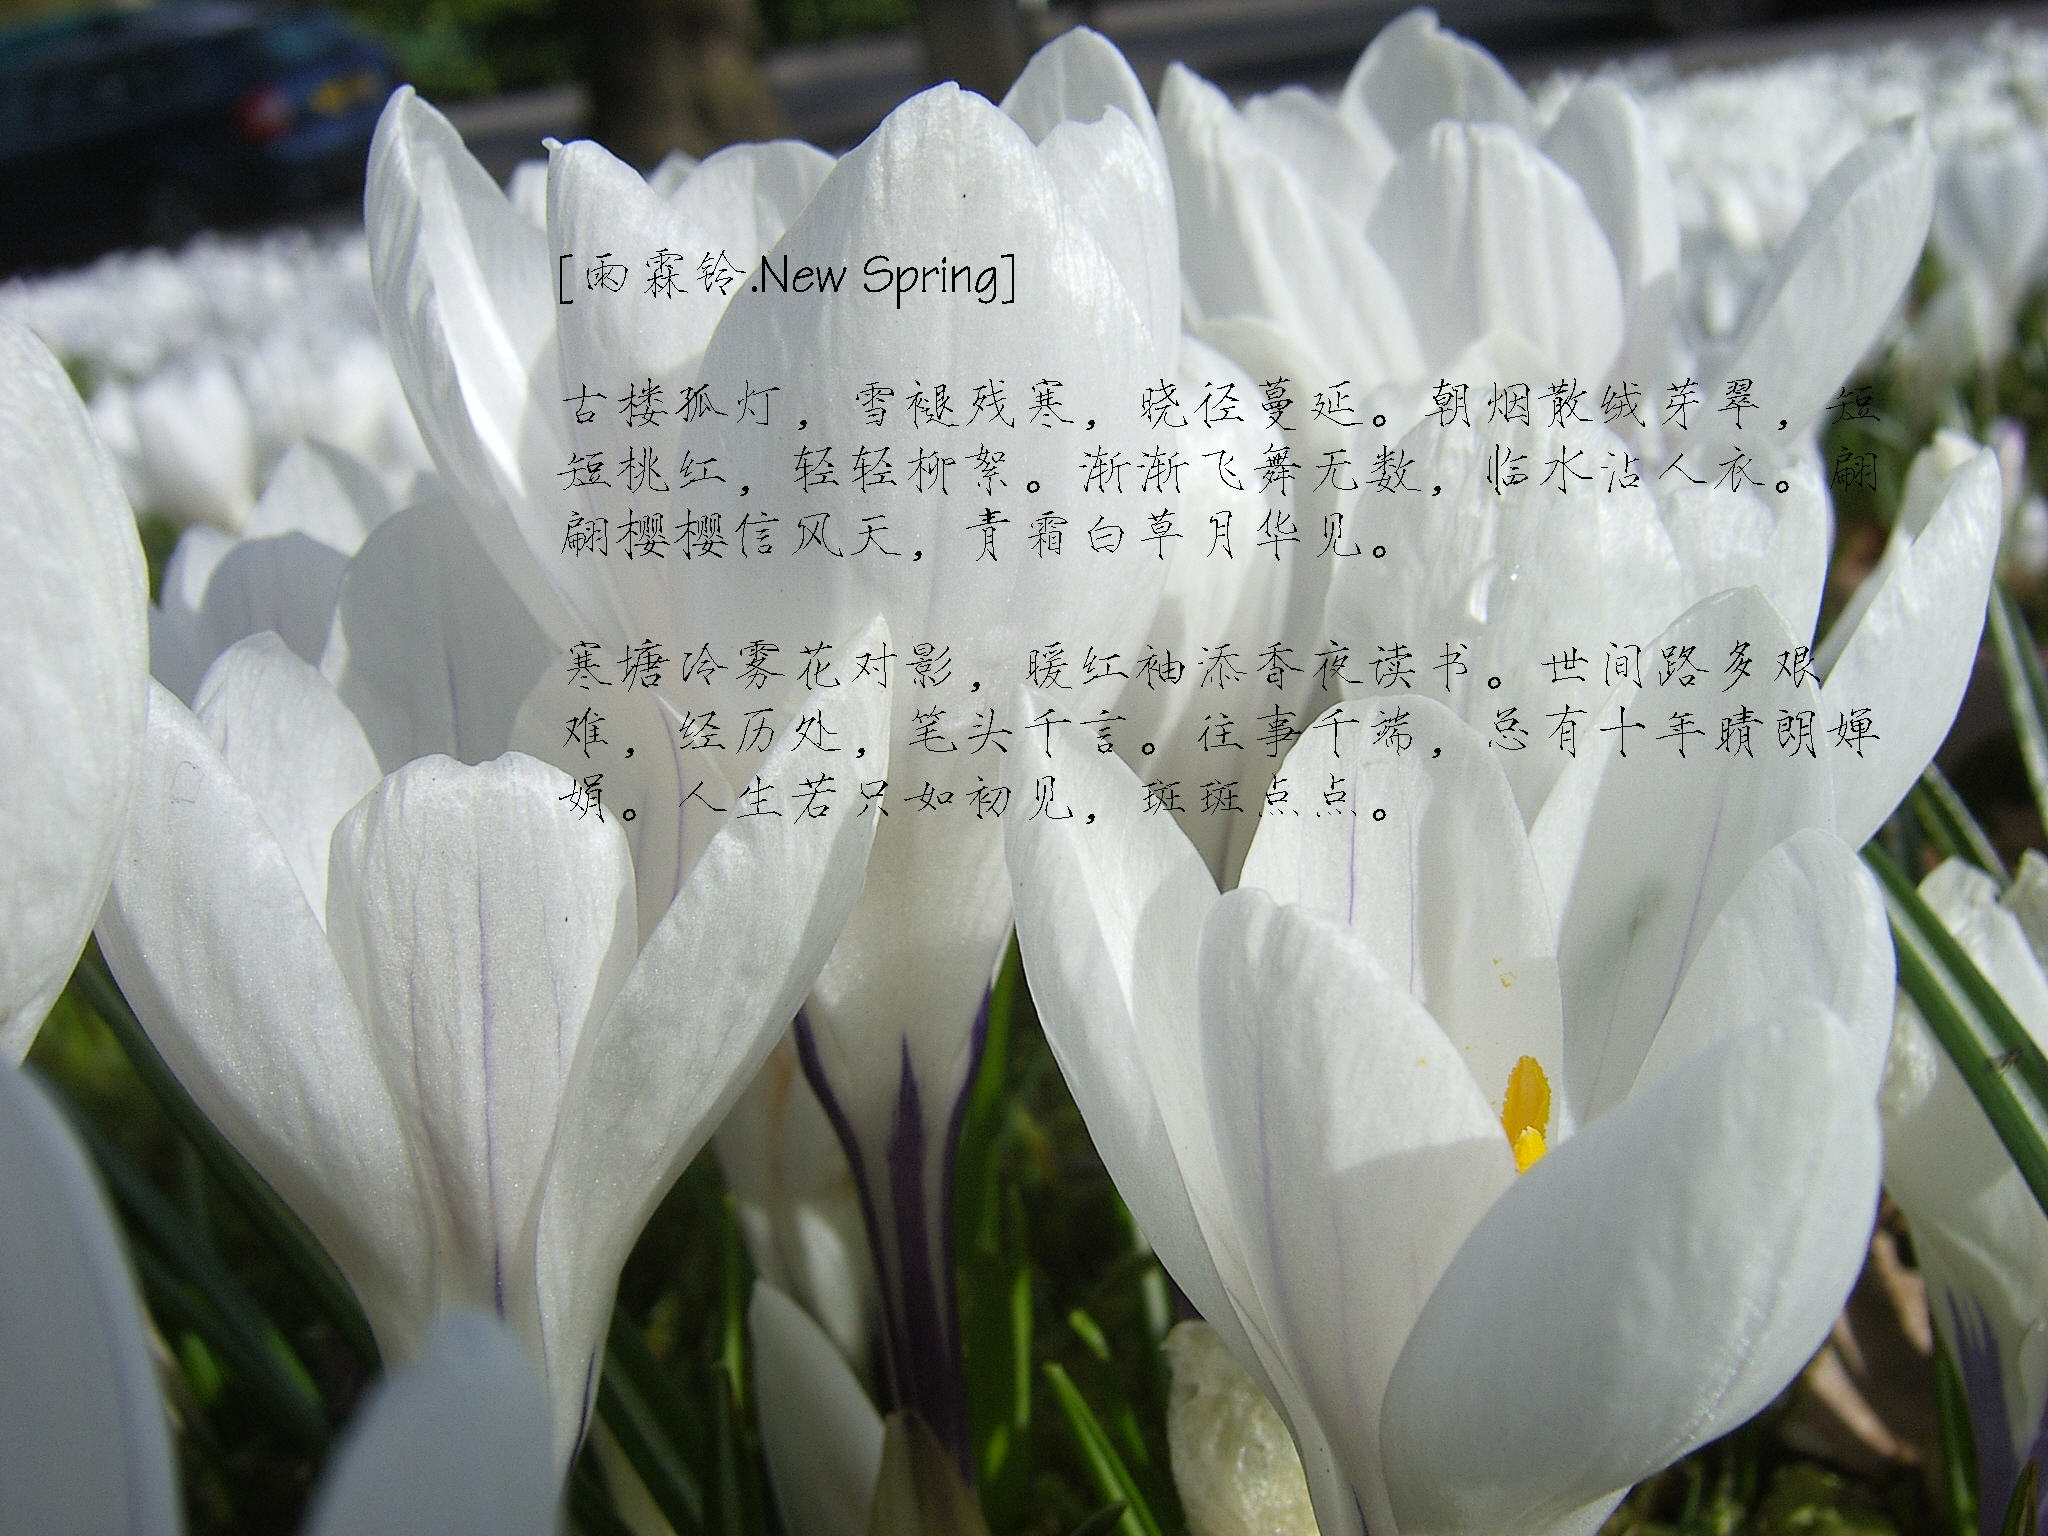 [雨霖铃.New Spring]
古楼孤灯，雪褪残寒，晓径蔓延。朝烟散绒芽翠，短
短桃红，轻轻柳絮。渐渐飞舞无数，临水沾人衣。翩
翩樱樱信风天，青霜白草月华见。
寒塘冷雾花对影，暖红袖添香夜读书。世间路多艰
难，经历处，笔头千言。往事千端，总有十年晴朗婵
娟。人生若只如初见，斑斑点点。